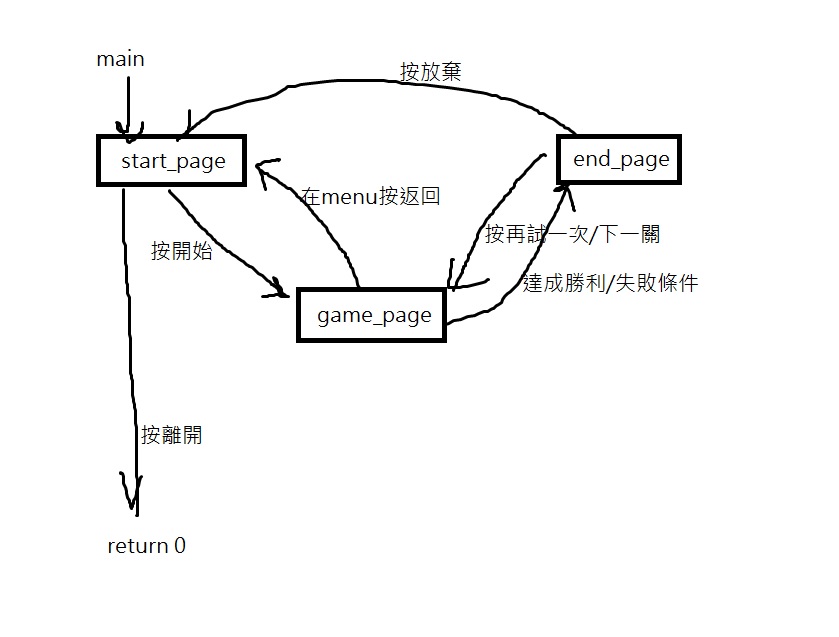 main
按放棄
start_page
end_page
在menu按返回
按開始
按再試一次/下一關
達成勝利/失敗條件
game_page
按離開
return 0